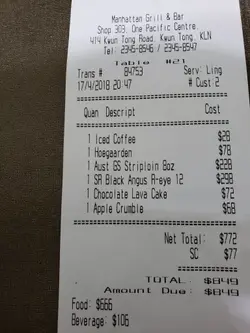 Manhattan Grill & Bar
Shop 303, One Pacific Centre,
414 Kwun Tong Road, Kwun Tong, KLN
Tel: 2345-8546 / 2345-8547
Table #21
Trans # 84753 Serv: Ling
17/4/2018 20:47 # Cust: 2
Quan Descript Cost
1 Iced Coffee $28
1 Hoegaarden $78
1 Aust GS Striploin 8oz $228
1 SR Black Angus R-eye 12 $298
1 Chocolate Lava Cake $72
1 Apple Crumble $68
Net Total: $772
SC $77
TOTAL: $849
Amount Due: $849
Food: $666
Beverage: $106